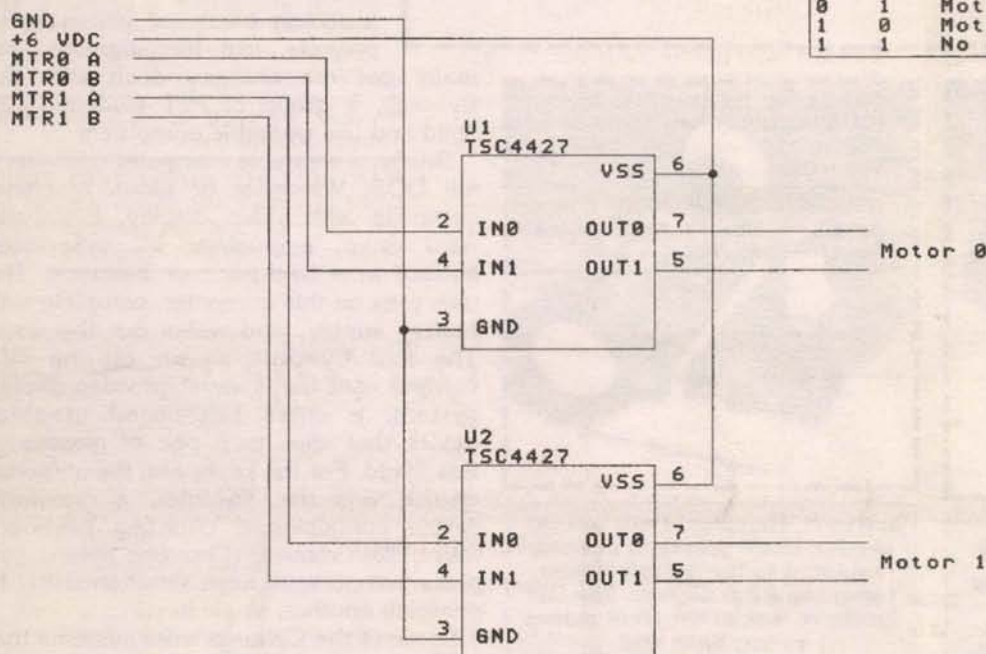 0 1 Mot
1 0 Mot
1 1 No
GND
+6 VDC
MTR0 A
MTR0 B
MTR1 A
MTR1 B
U1
TSC4427
VSS 6
2 IN0 OUT0 7
4 IN1 OUT1 5
Motor 0
3 GND
U2
TSC4427
VSS 6
2 IN0 OUT0 7
4 IN1 OUT1 5
Motor 1
3 GND